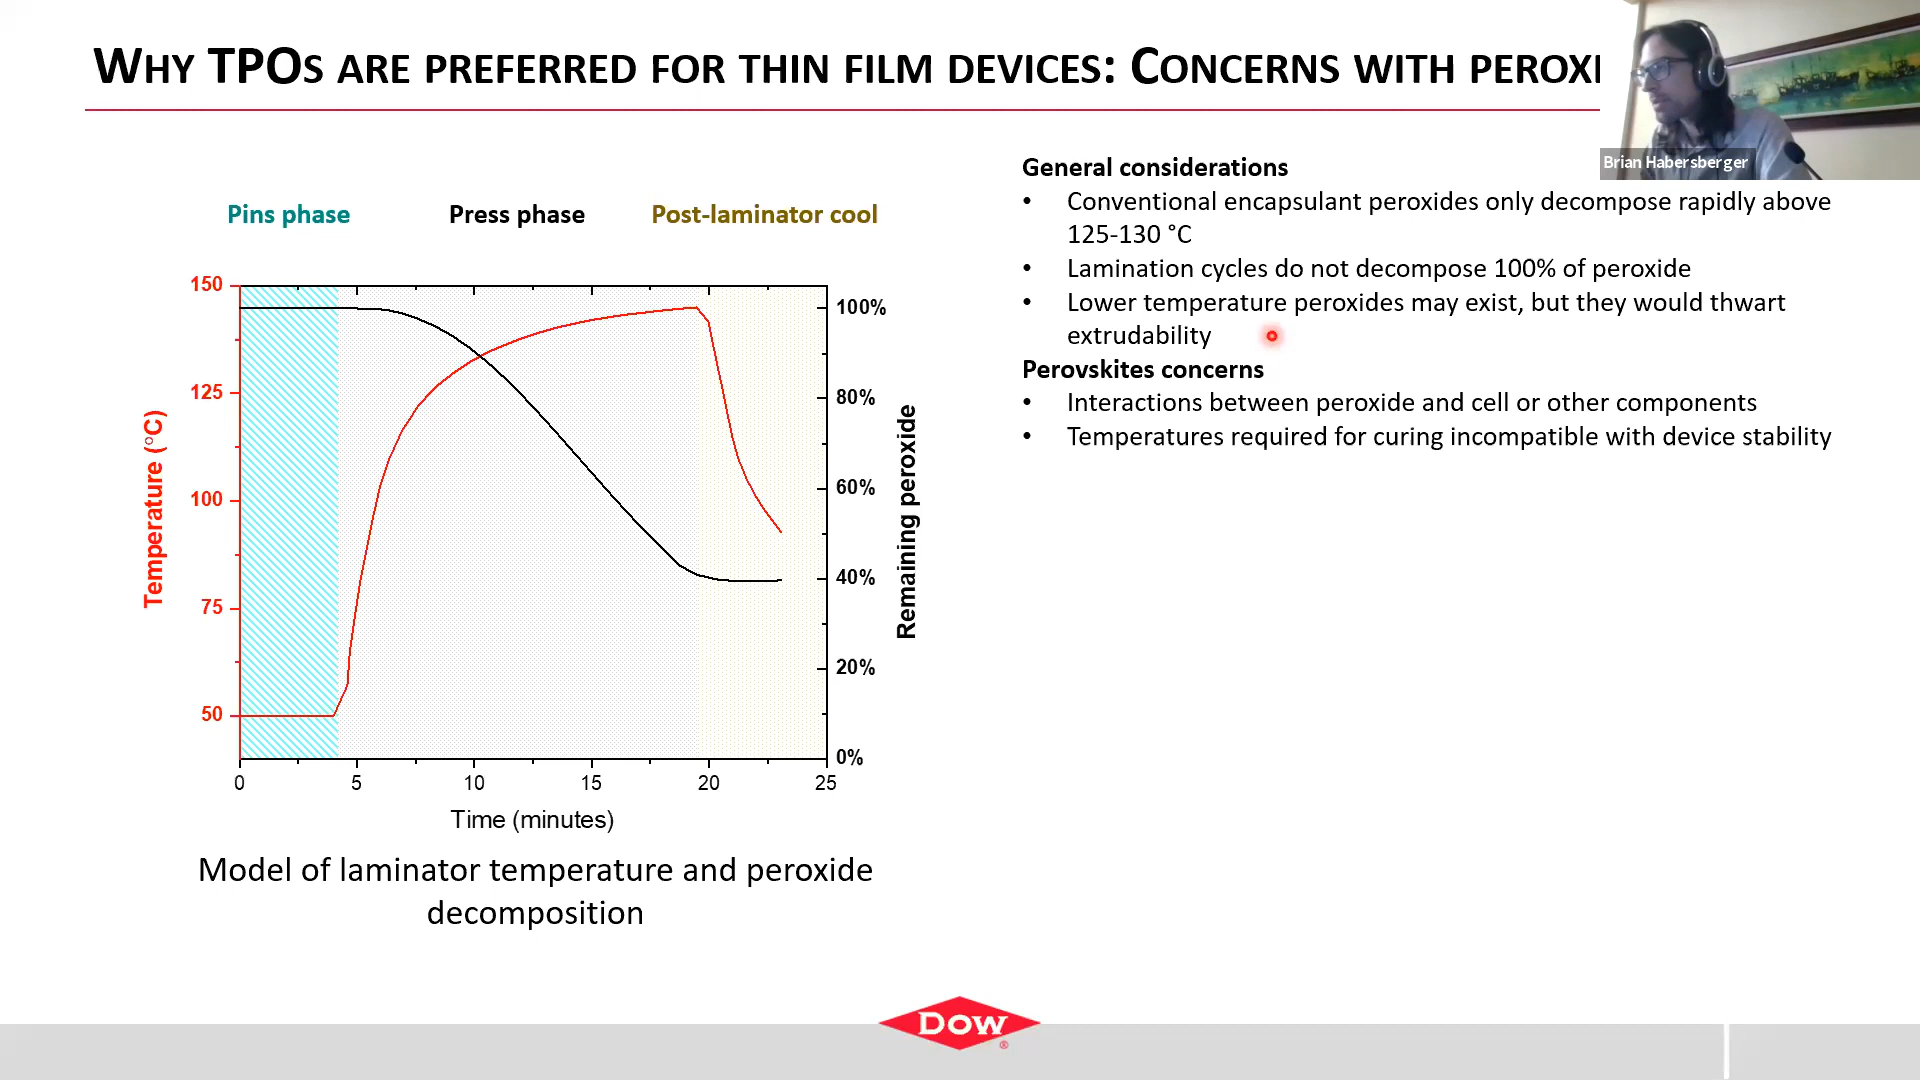 WHY TPOS ARE PREFERRED FOR THIN FILM DEVICES: CONCERNS WITH PEROXI
Brian Habersberger
General considerations
• Conventional encapsulant peroxides only decompose rapidly above
125-130 °C
• Lamination cycles do not decompose 100% of peroxide
• Lower temperature peroxides may exist, but they would thwart
extrudability
Perovskites concerns
• Interactions between peroxide and cell or other components
• Temperatures required for curing incompatible with device stability
Pins phase
Press phase
Post-laminator cool
150
125
100
75
50
Temperature (°C)
100%
80%
60%
40%
20%
0%
Remaining peroxide
0 5 10 15 20 25
Time (minutes)
Model of laminator temperature and peroxide
decomposition
DOW
®